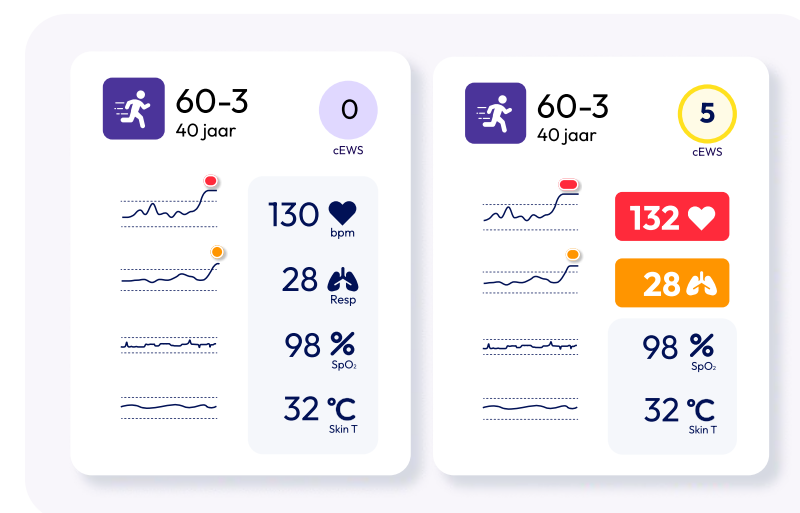 60-3
40 jaar
0
cEWS
130
bpm
28
Resp
98 %
SpO₂
32 °C
Skin T
60-3
40 jaar
5
cEWS
132
28
98 %
SpO₂
32 °C
Skin T